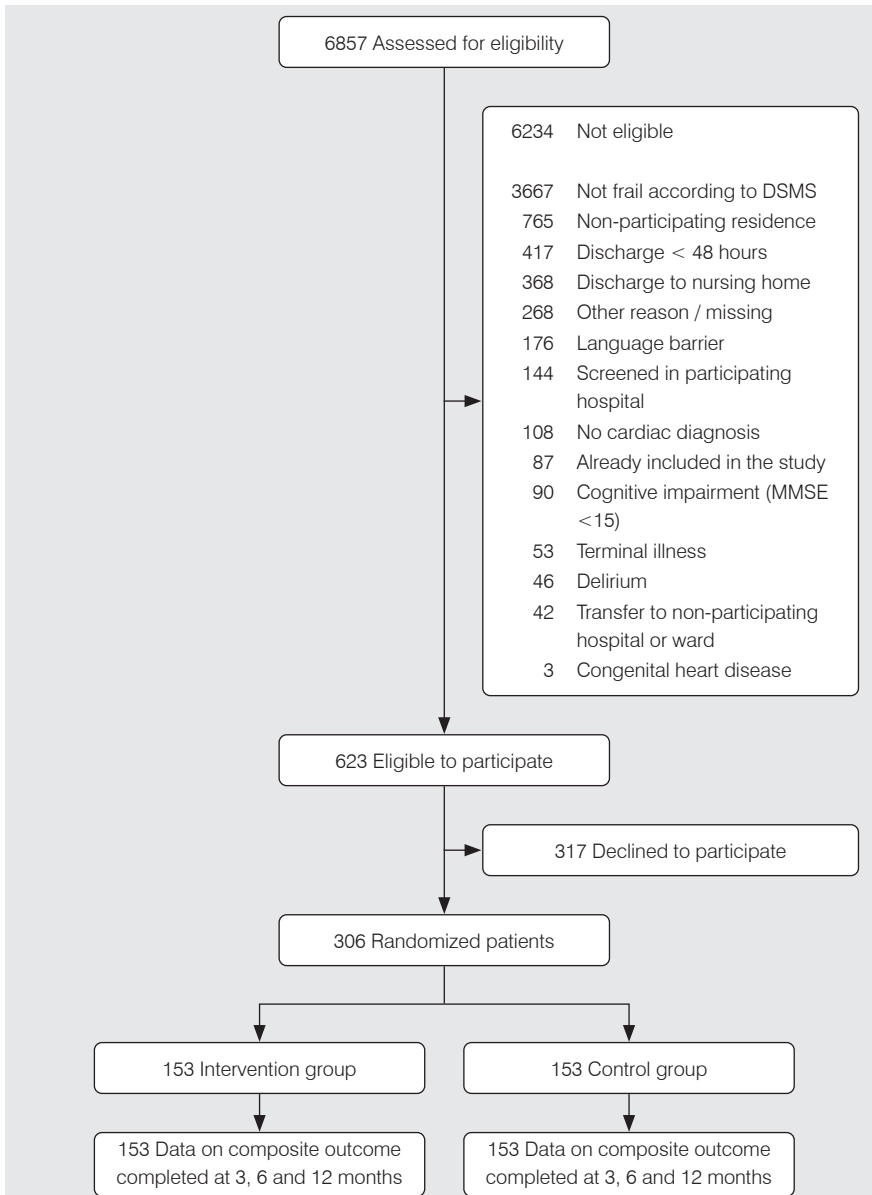 6857 Assessed for eligibility
6234 Not eligible
3667 Not frail according to DSMS
765 Non-participating residence
417 Discharge < 48 hours
368 Discharge to nursing home
268 Other reason / missing
176 Language barrier
144 Screened in participating
hospital
108 No cardiac diagnosis
87 Already included in the study
90 Cognitive impairment (MMSE
<15)
53 Terminal illness
46 Delirium
42 Transfer to non-participating
hospital or ward
3 Congenital heart disease
623 Eligible to participate
317 Declined to participate
306 Randomized patients
153 Intervention group
153 Control group
153 Data on composite outcome
completed at 3, 6 and 12 months
153 Data on composite outcome
completed at 3, 6 and 12 months